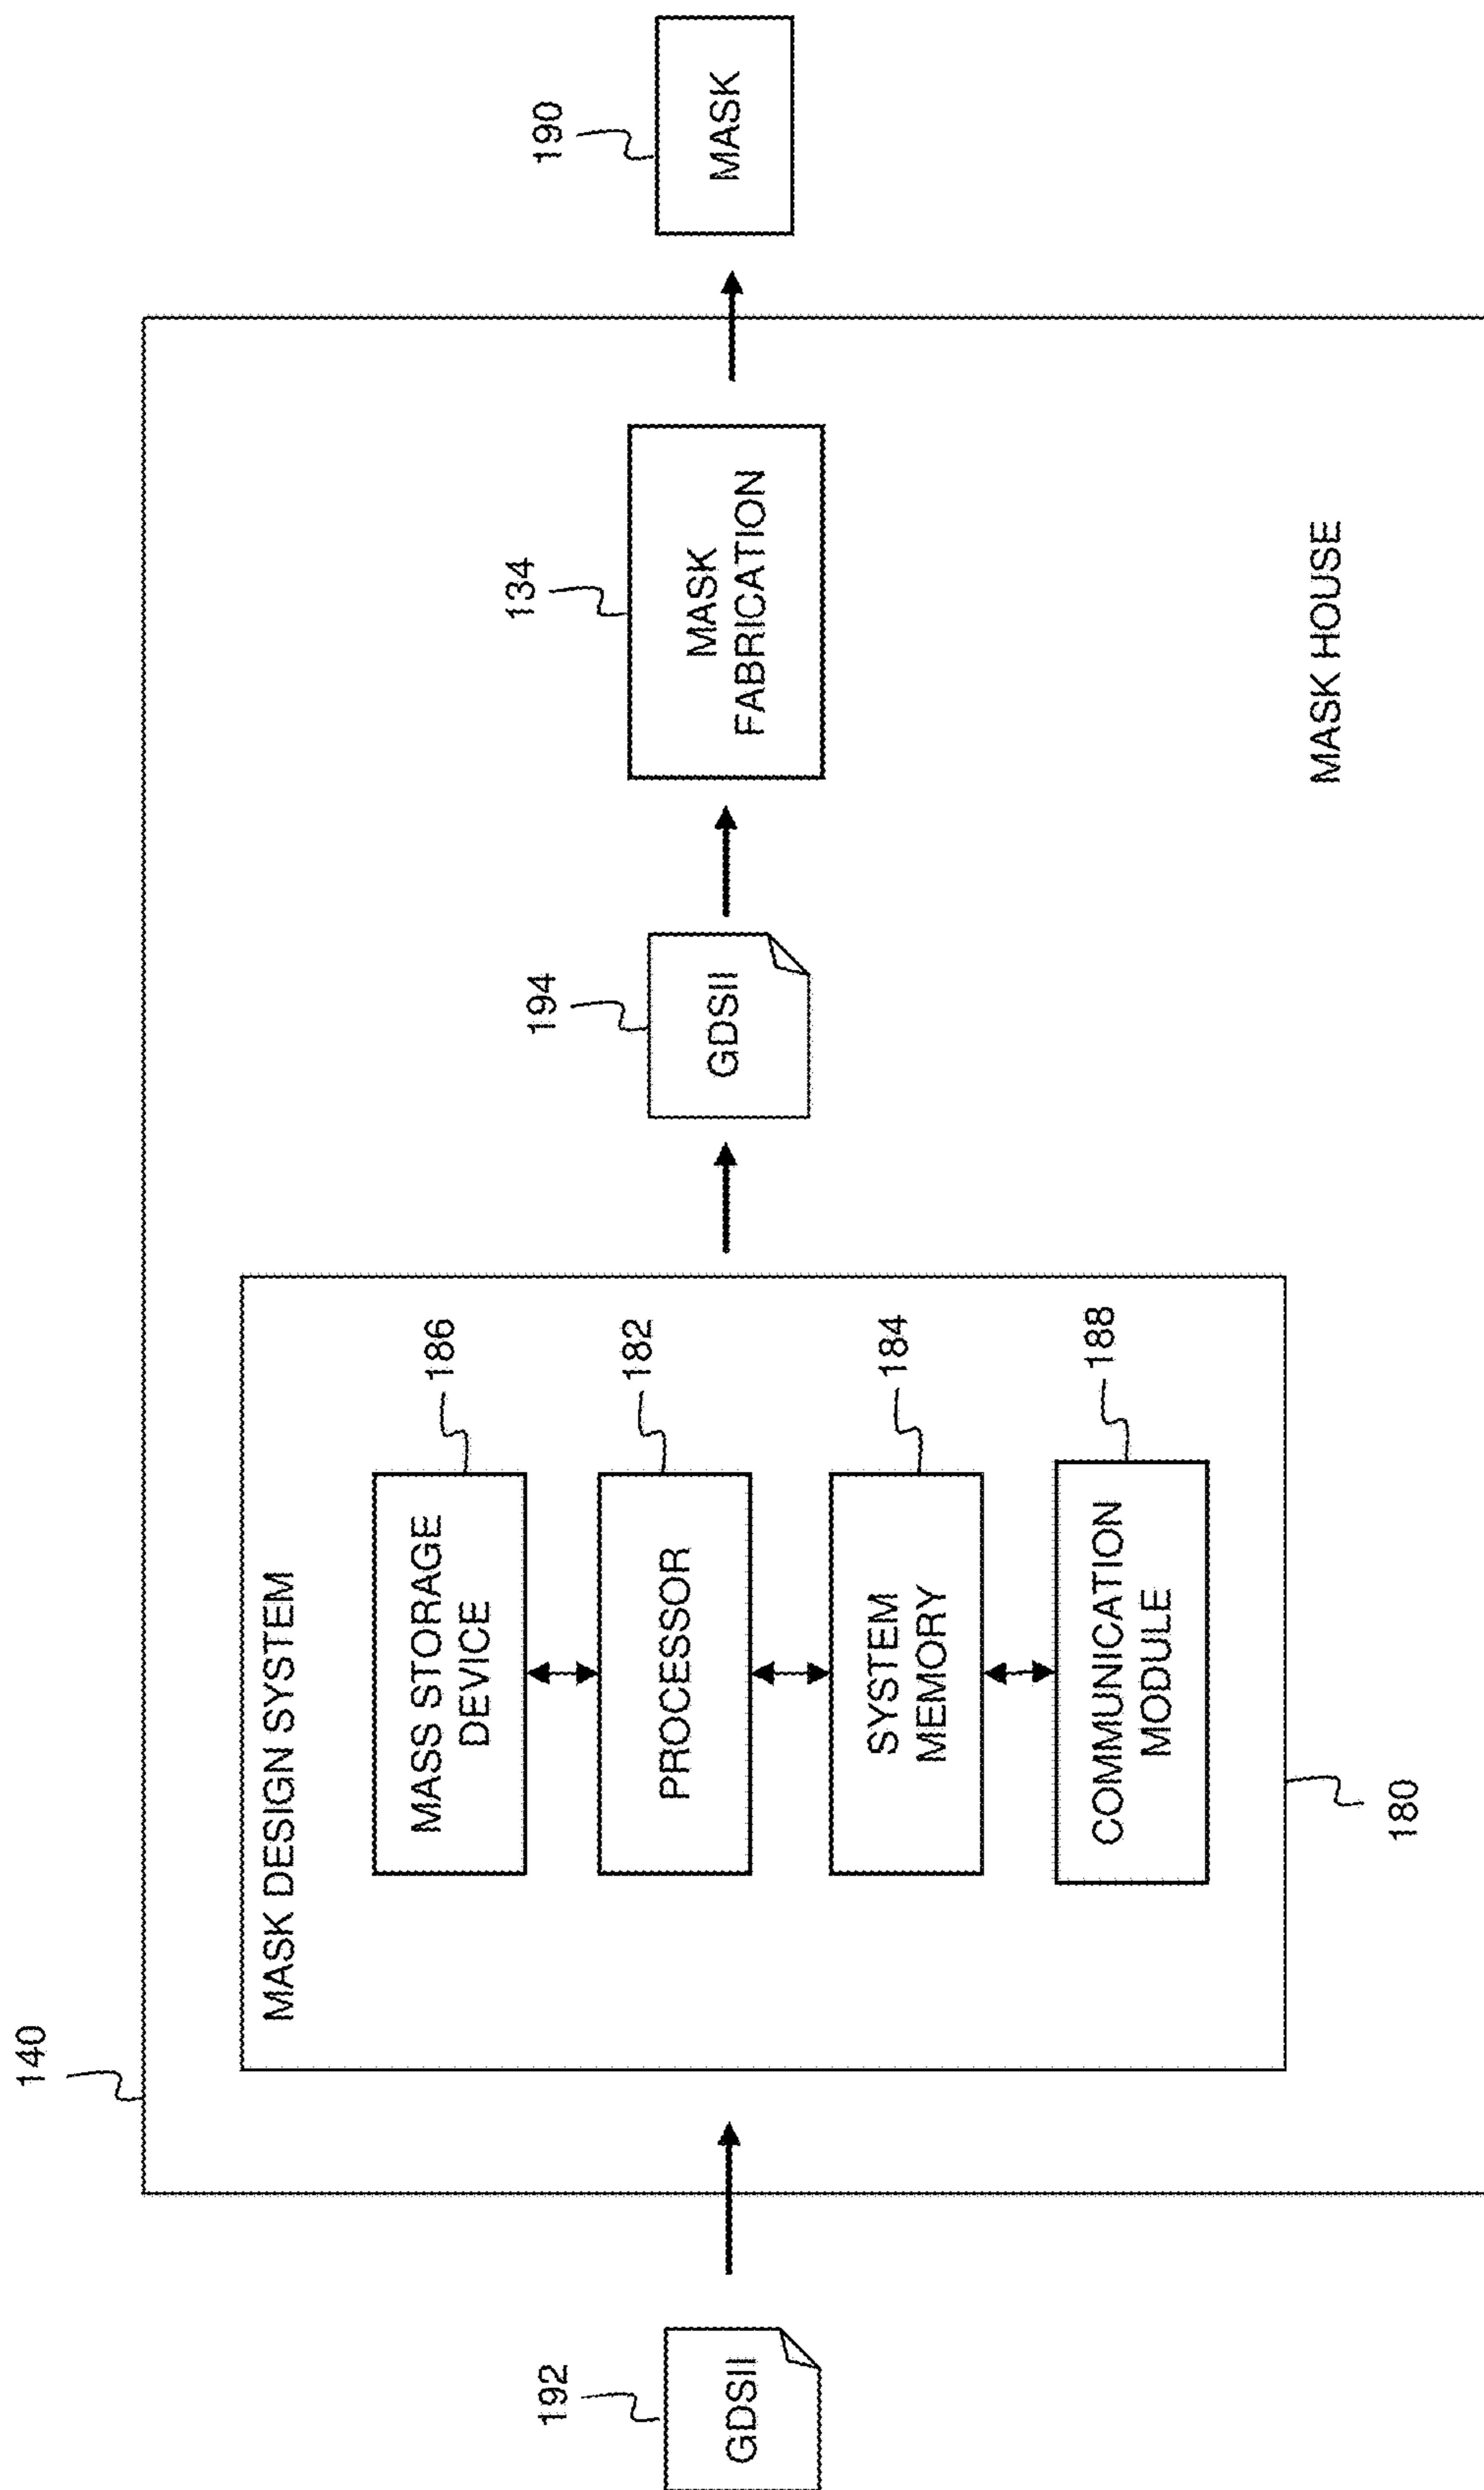 140
MASK DESIGN SYSTEM
MASS STORAGE
DEVICE
186
PROCESSOR
182
SYSTEM
MEMORY
184
COMMUNICATION
MODULE
188
180
192
GDSII
194
GDSII
134
MASK
FABRICATION
190
MASK
MASK HOUSE